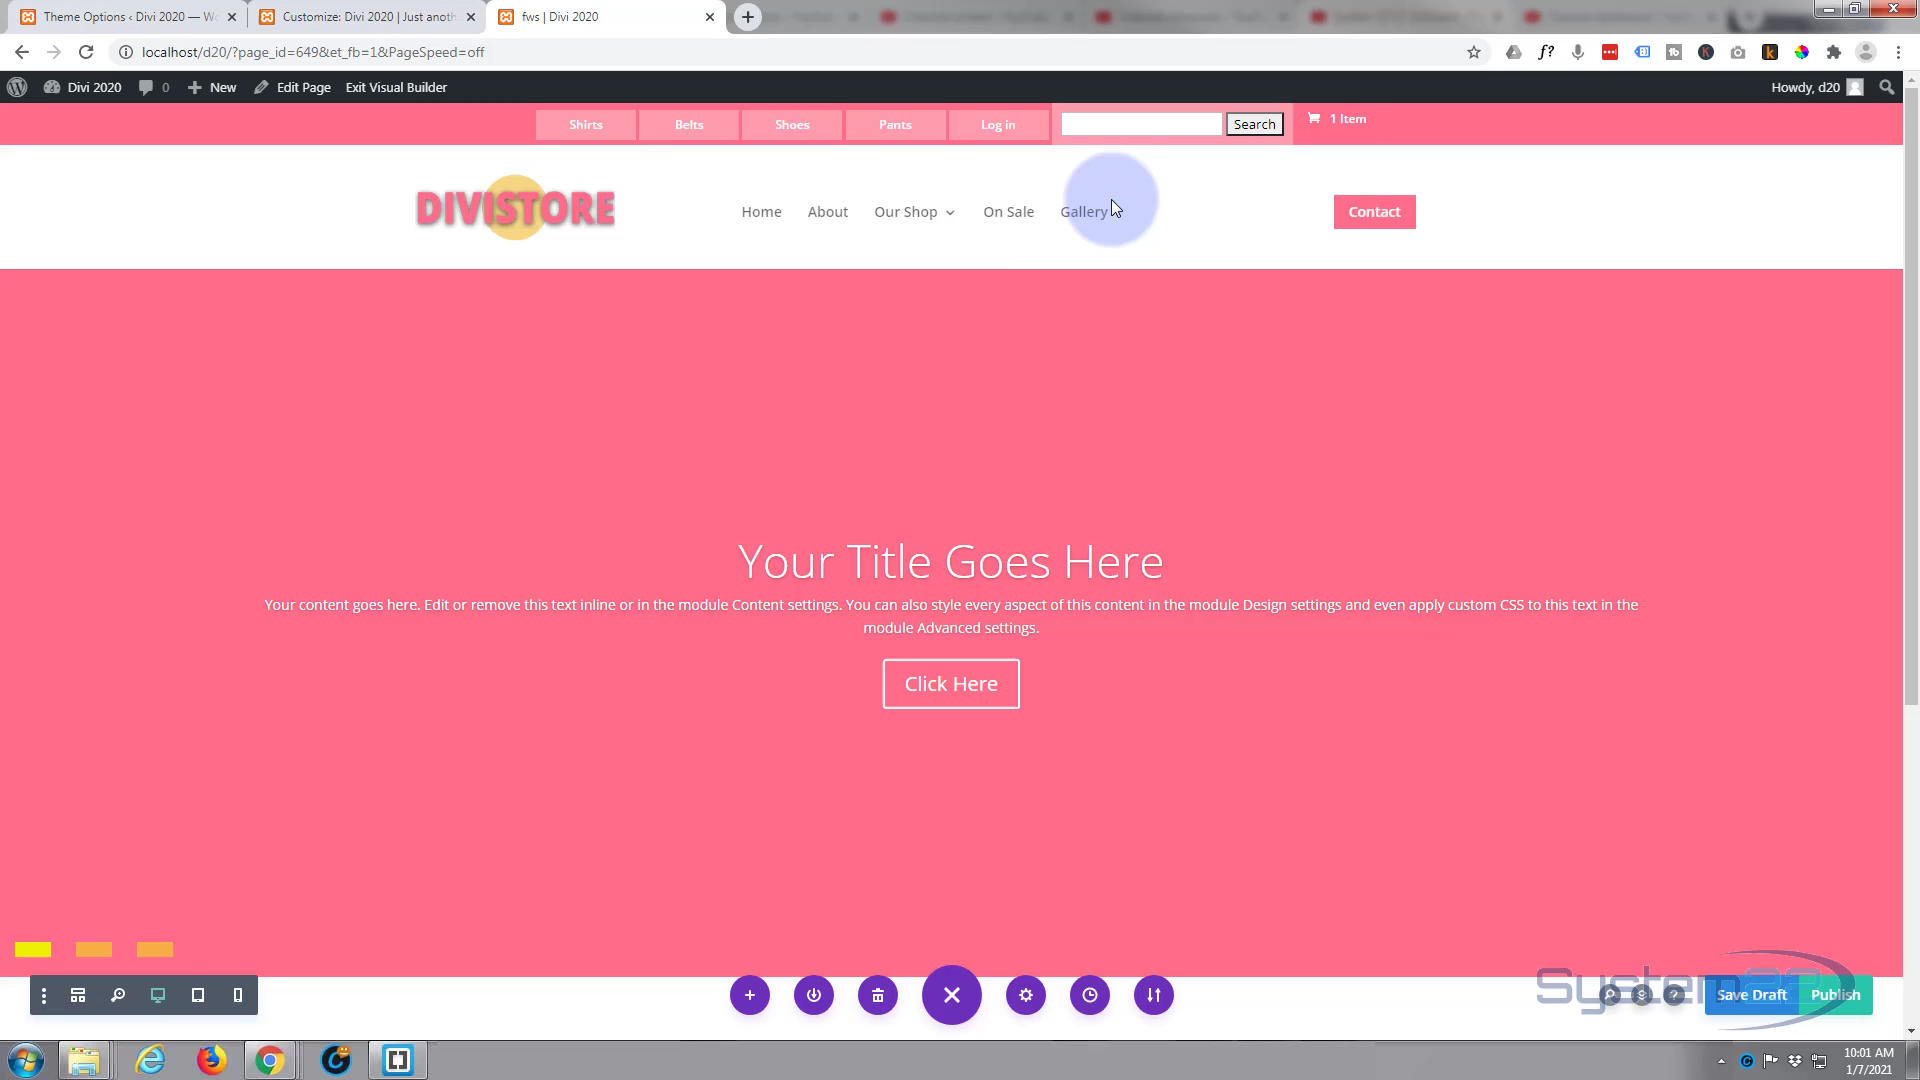 Theme Options ‹ Divi 2020 — Wo
Customize: Divi 2020 | Just anoth
fws | Divi 2020
localhost/d20/?page_id=649&et_fb=1&PageSpeed=off
Divi 2020
0
New
Edit Page
Exit Visual Builder
Howdy, d20
Shirts
Belts
Shoes
Pants
Log in
Search
1 Item
DIVISTORE
Home
About
Our Shop
On Sale
Gallery
Contact
Your Title Goes Here
Your content goes here. Edit or remove this text inline or in the module Content settings. You can also style every aspect of this content in the module Design settings and even apply custom CSS to this text in the
module Advanced settings.
Click Here
System22
Save Draft
Publish
10:01 AM
1/7/2021